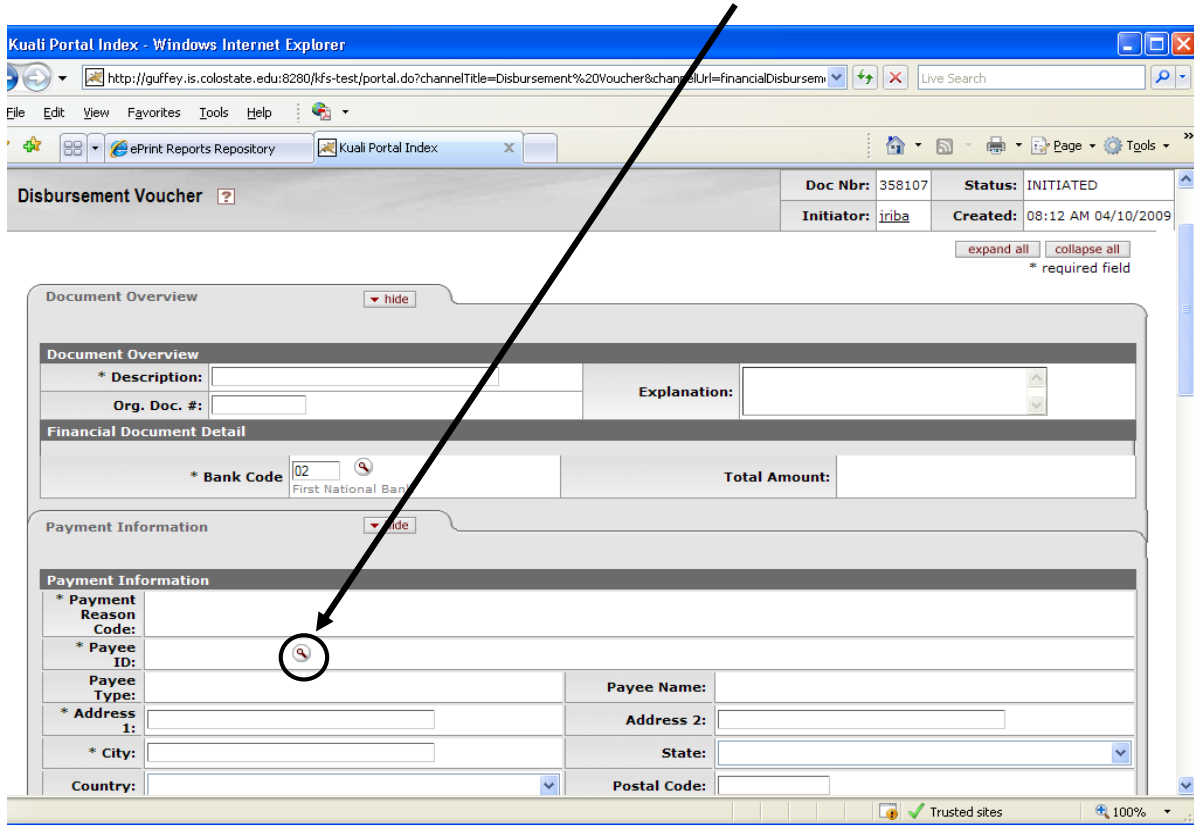 Kuali Portal Index - Windows Internet Explorer
http://guffey.is.colostate.edu:8280/kfs-test/portal.do?channelTitle=Disbursement%20Voucher&channelUrl=financialDisbursem
Live Search
File Edit View Favorites Tools Help
ePrint Reports Repository Kuali Portal Index X Page Tools »
Disbursement Voucher ? Doc Nbr: 358107 Status: INITIATED
Initiator: jriba Created: 08:12 AM 04/10/2009
expand all collapse all
* required field
Document Overview hide
Document Overview
* Description: Explanation:
Org. Doc. #:
Financial Document Detail
* Bank Code 02 Total Amount:
First National Bank
Payment Information hide
Payment Information
* Payment
Reason
Code:
* Payee
ID:
Payee
Type: Payee Name:
* Address
1: Address 2:
* City: State:
Country: Postal Code:
Trusted sites 100%